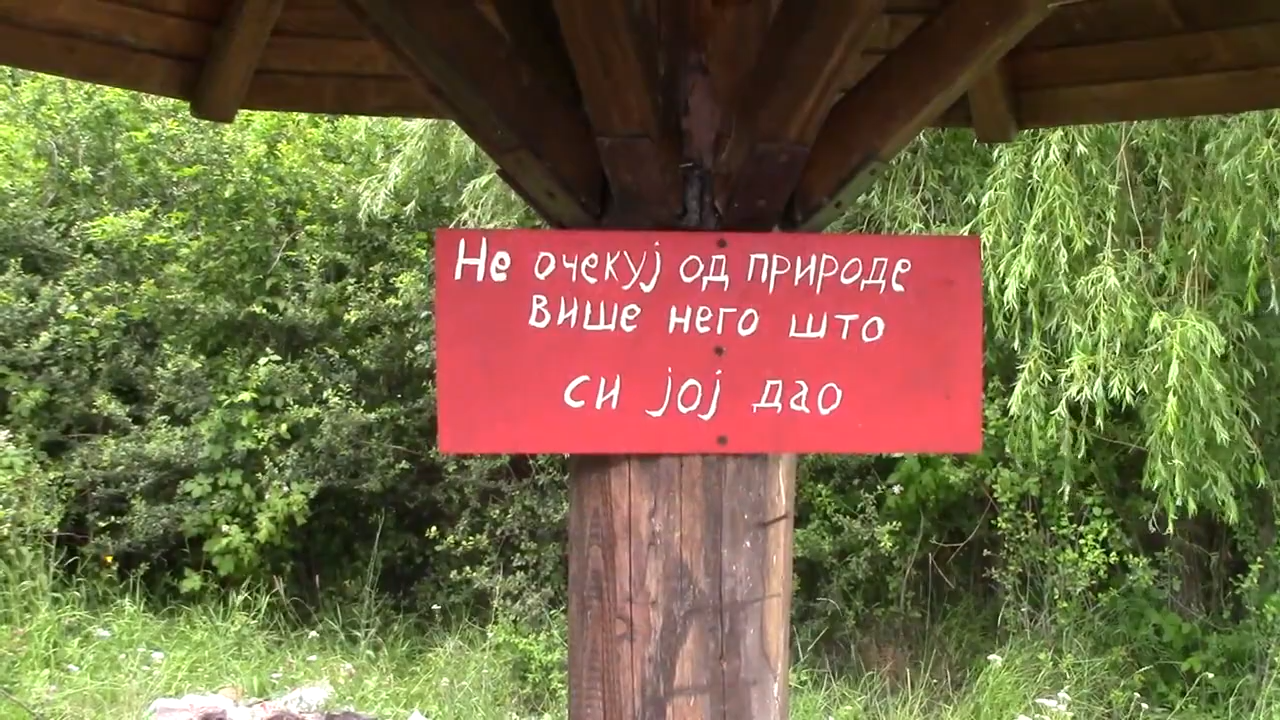 Не очекуј од природе
више него што
си јој дао